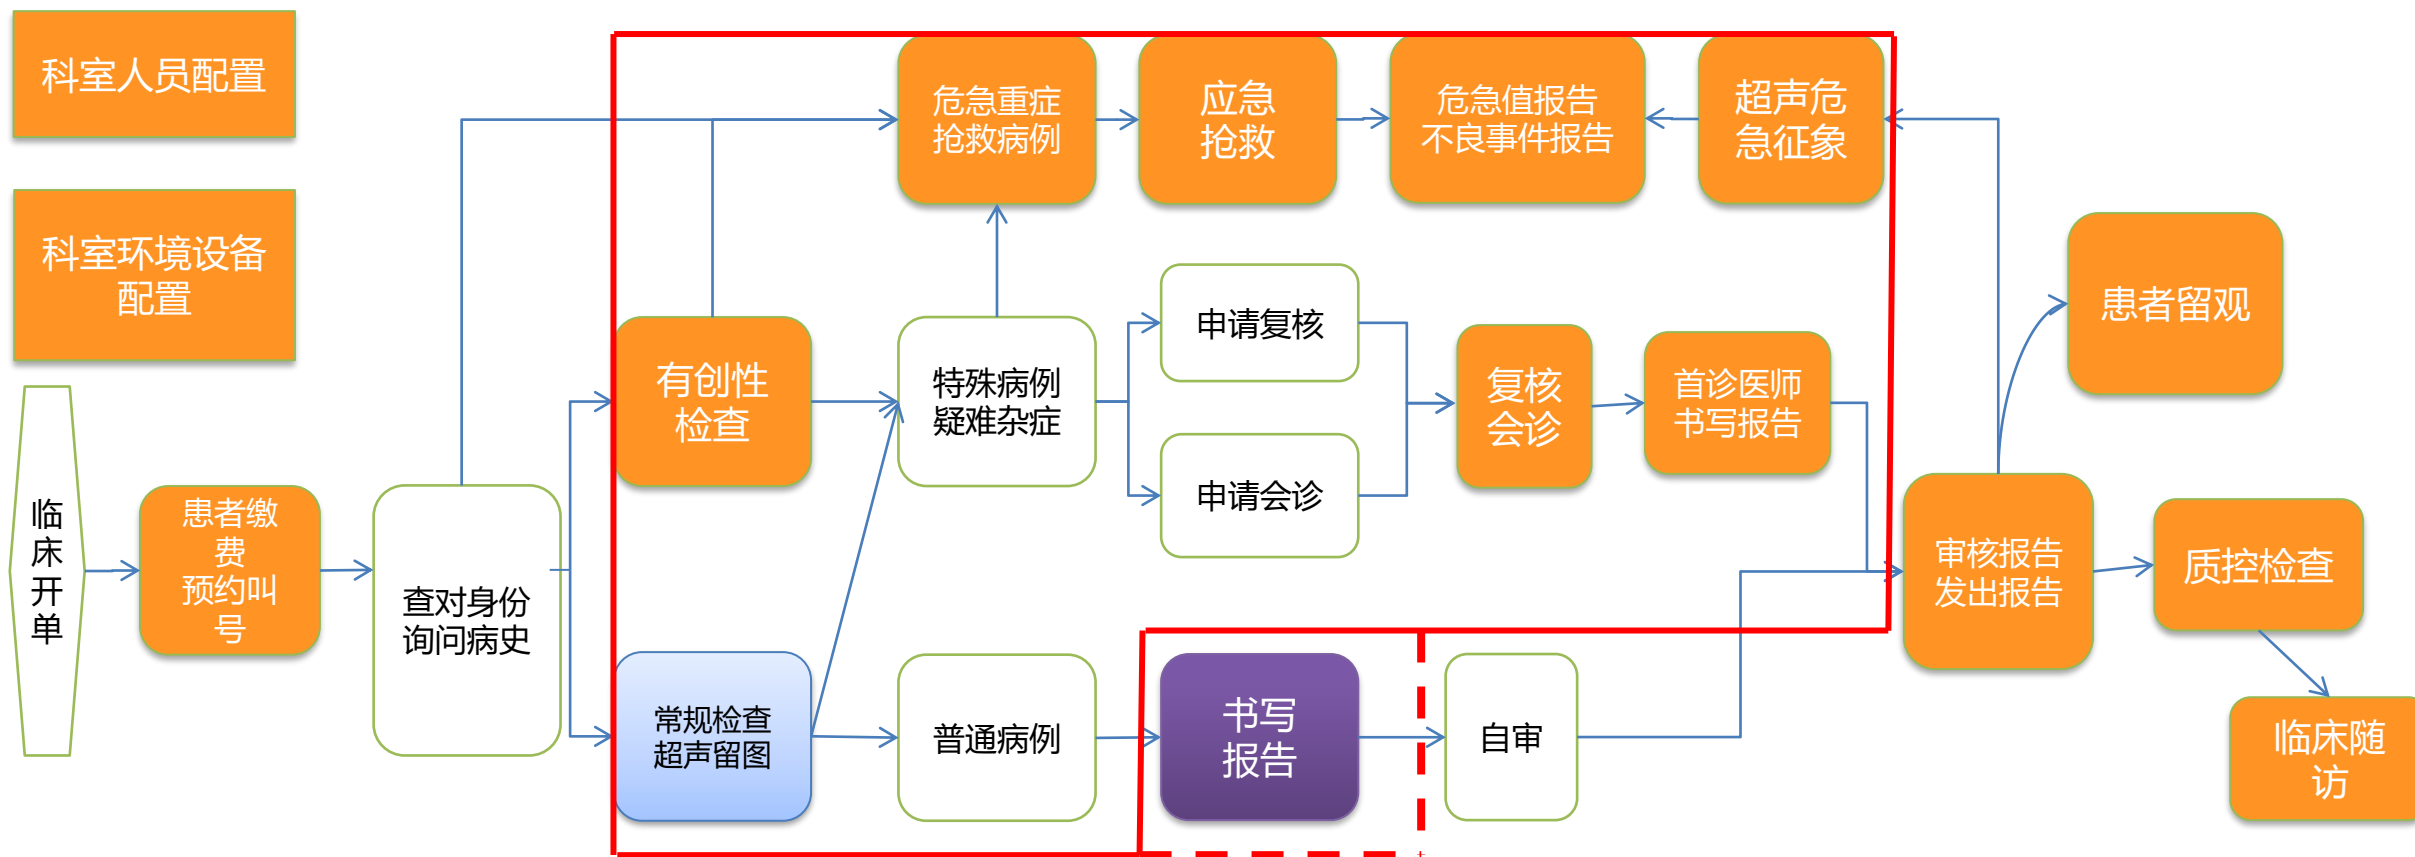 科室人员配置
科室环境设备
配置
临
床
开
单
患者缴
费
预约叫
号
查对身份
询问病史
危急重症
抢救病例
应急
抢救
危急值报告
不良事件报告
超声危
急征象
有创性
检查
特殊病例
疑难杂症
申请复核
申请会诊
复核
会诊
首诊医师
书写报告
常规检查
超声留图
普通病例
书写
报告
自审
审核报告
发出报告
患者留观
质控检查
临床随
访